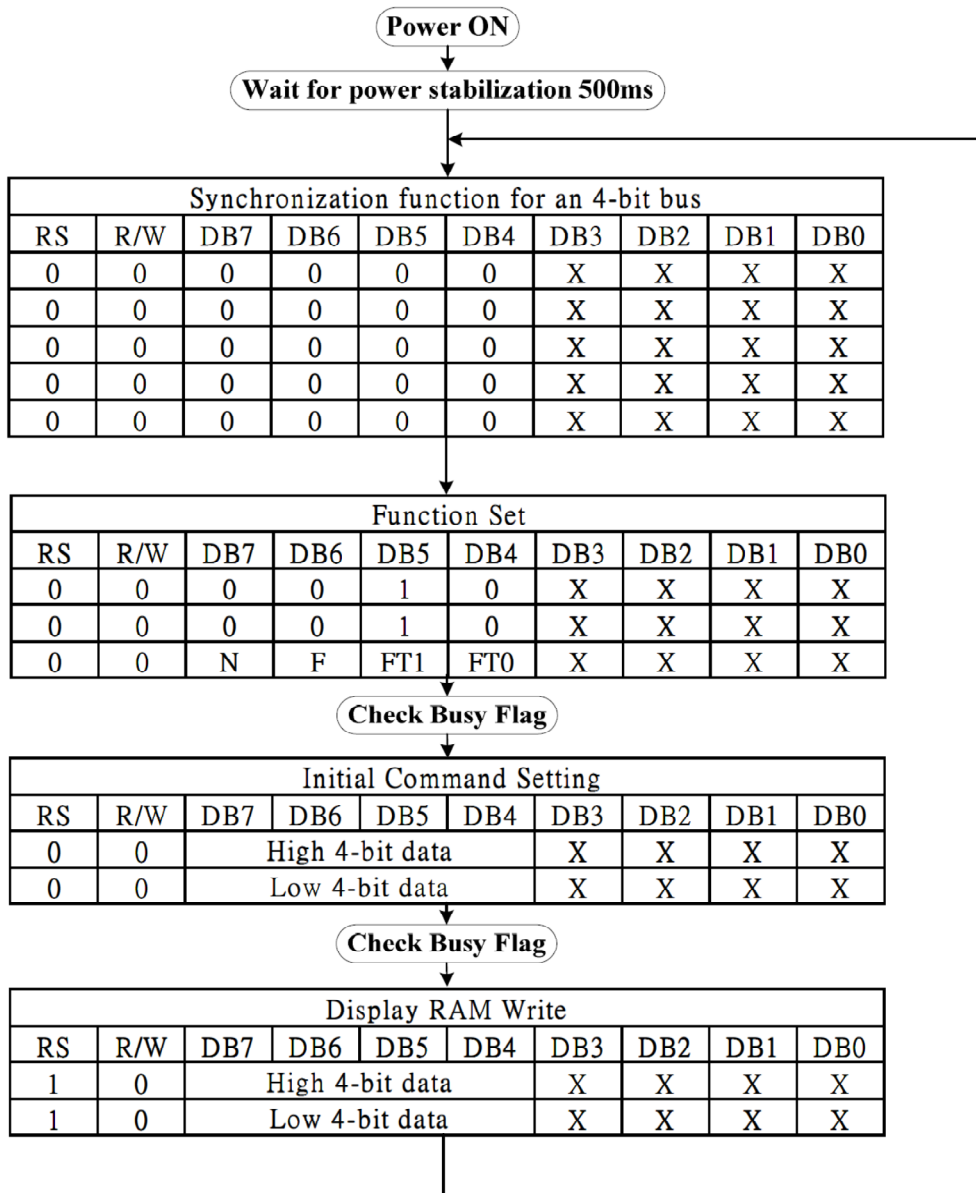 Power ON
Wait for power stabilization 500ms
Synchronization function for an 4-bit bus
RS R/W DB7 DB6 DB5 DB4 DB3 DB2 DB1 DB0
0 0 0 0 0 0 X X X X
0 0 0 0 0 0 X X X X
0 0 0 0 0 0 X X X X
0 0 0 0 0 0 X X X X
0 0 0 0 0 0 X X X X
Function Set
RS R/W DB7 DB6 DB5 DB4 DB3 DB2 DB1 DB0
0 0 0 0 1 0 X X X X
0 0 0 0 1 0 X X X X
0 0 N F FT1 FT0 X X X X
Check Busy Flag
Initial Command Setting
RS R/W DB7 DB6 DB5 DB4 DB3 DB2 DB1 DB0
0 0 High 4-bit data X X X X
0 0 Low 4-bit data X X X X
Check Busy Flag
Display RAM Write
RS R/W DB7 DB6 DB5 DB4 DB3 DB2 DB1 DB0
1 0 High 4-bit data X X X X
1 0 Low 4-bit data X X X X